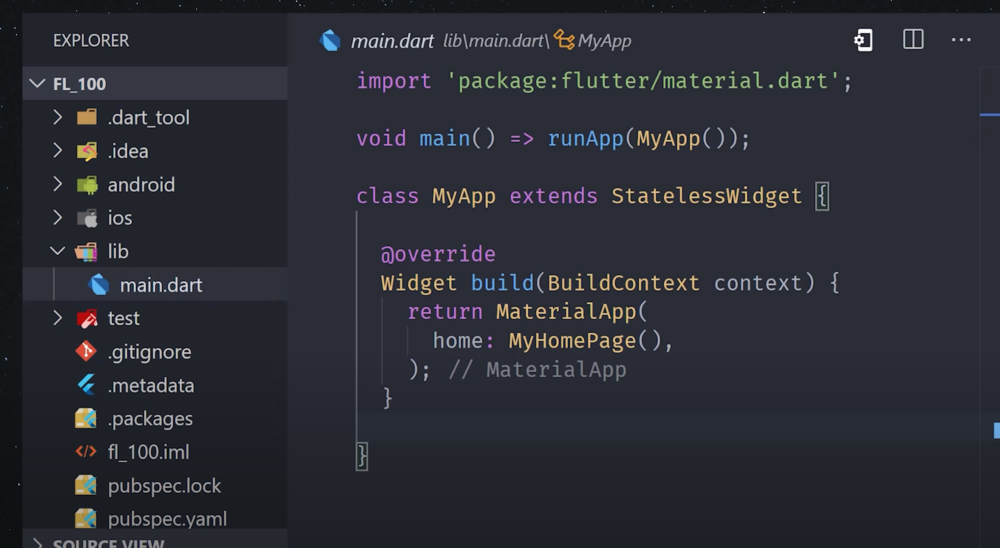 EXPLORER
FL_100
.dart_tool
.idea
android
ios
lib
main.dart
test
.gitignore
.metadata
.packages
fl_100.iml
pubspec.lock
pubspec.yaml
SOURCE VIEW
main.dart lib\main.dart\ MyApp
import 'package:flutter/material.dart';
void main() => runApp(MyApp());
class MyApp extends StatelessWidget {
@override
Widget build(BuildContext context) {
return MaterialApp(
home: MyHomePage(),
); // MaterialApp
}
}